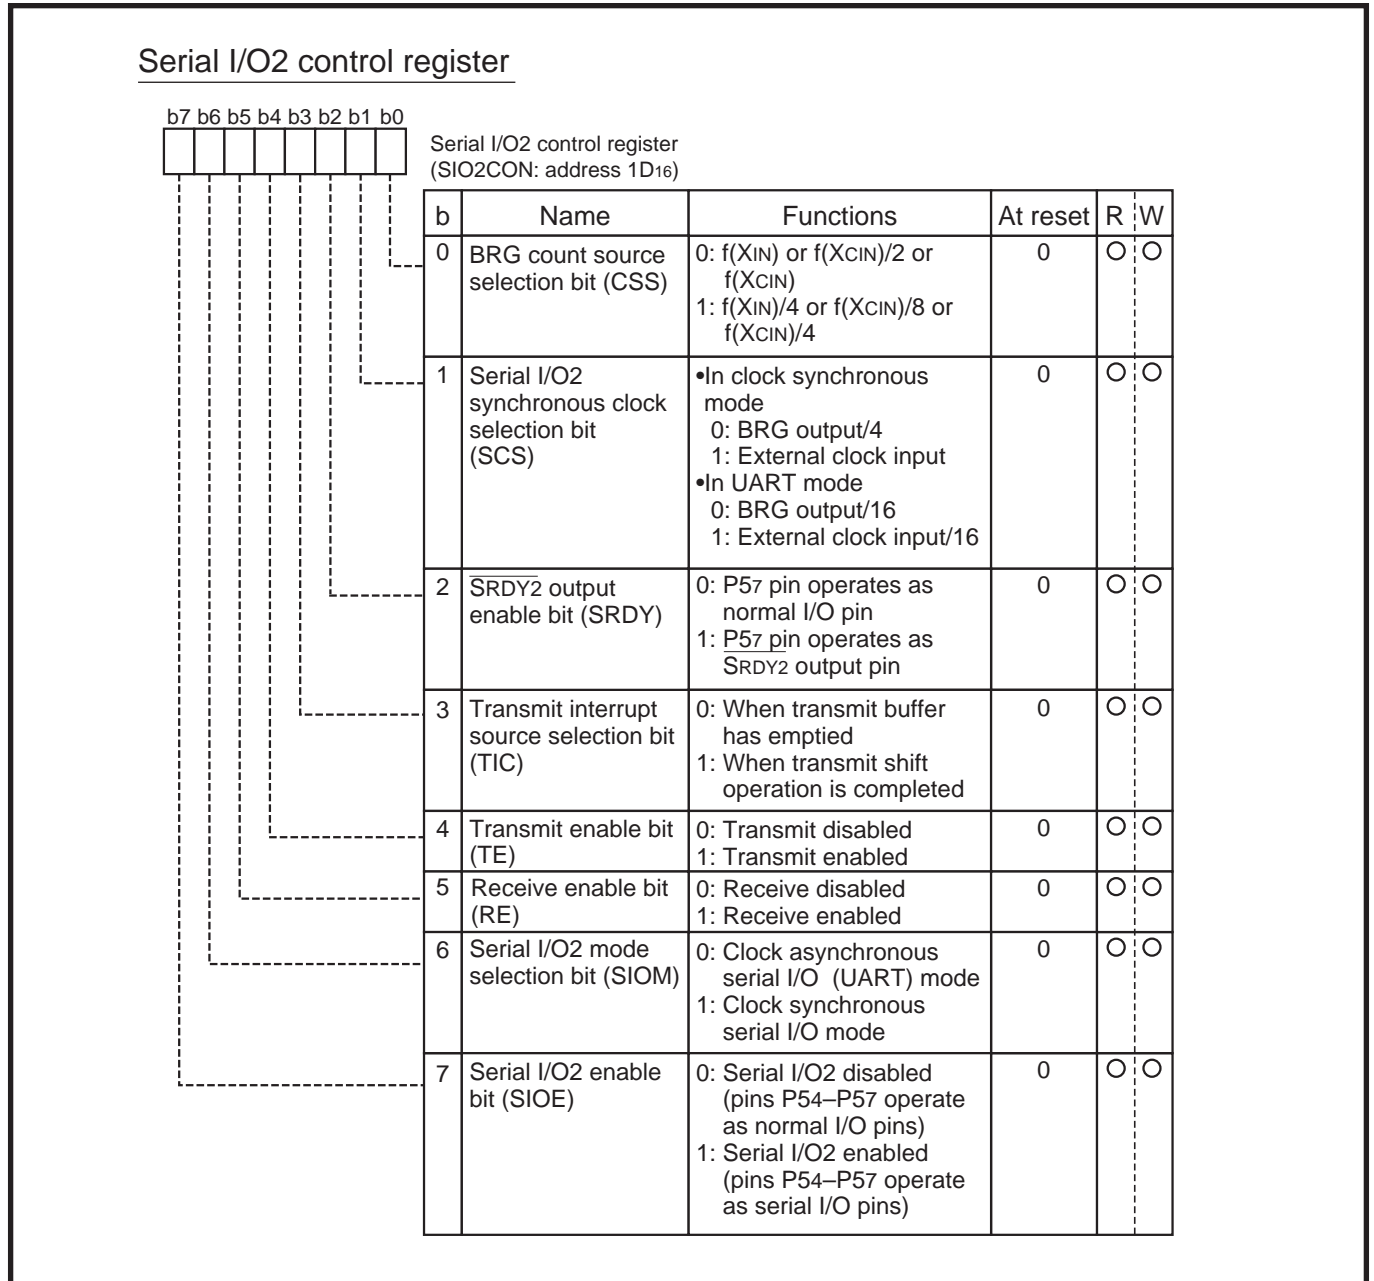 Serial I/O2 control register
b7 b6 b5 b4 b3 b2 b1 b0
Serial I/O2 control register
(SIO2CON: address 1D16)
b Name Functions At reset R W
0 BRG count source selection bit (CSS) 0: f(XIN) or f(XCIN)/2 or 0
f(XCIN)
1: f(XIN)/4 or f(XCIN)/8 or
f(XCIN)/4
1 Serial I/O2 •In clock synchronous 0
synchronous clock mode
selection bit 0: BRG output/4
(SCS) 1: External clock input
•In UART mode
0: BRG output/16
1: External clock input/16
2 SRDY2 output 0: P57 pin operates as 0
enable bit (SRDY) normal I/O pin
1: P57 pin operates as
SRDY2 output pin
3 Transmit interrupt 0: When transmit buffer 0
source selection bit has emptied
(TIC) 1: When transmit shift
operation is completed
4 Transmit enable bit 0: Transmit disabled 0
(TE) 1: Transmit enabled
5 Receive enable bit 0: Receive disabled 0
(RE) 1: Receive enabled
6 Serial I/O2 mode 0: Clock asynchronous 0
selection bit (SIOM) serial I/O (UART) mode
1: Clock synchronous
serial I/O mode
7 Serial I/O2 enable 0: Serial I/O2 disabled 0
bit (SIOE) (pins P54–P57 operate
as normal I/O pins)
1: Serial I/O2 enabled
(pins P54–P57 operate
as serial I/O pins)